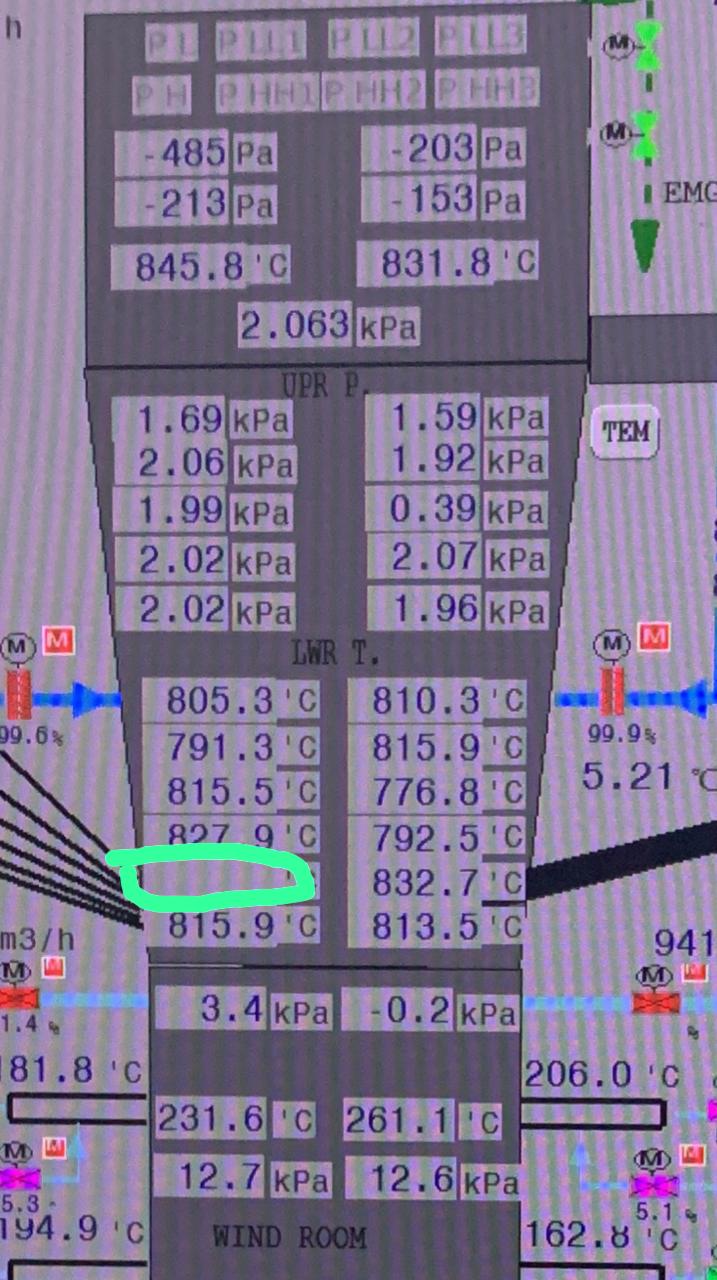 h
P L P LL1 P LL2 P LL3
M
P H P HH1 P HH2 P HH3
M
-485 Pa -203 Pa
-213 Pa -153 Pa
EMG
845.8 'C 831.8 'C
2.063 kPa
UPR P.
1.69 kPa 1.59 kPa
TEM
2.06 kPa 1.92 kPa
1.99 kPa 0.39 kPa
2.02 kPa 2.07 kPa
2.02 kPa 1.96 kPa
M M M M
LWR T.
805.3 'C 810.3 'C
99.6% 99.9%
791.3 'C 815.9 'C
5.21 ℃
815.5 'C 776.8 'C
827.9 'C 792.5 'C
832.7 'C
815.9 'C 813.5 'C
m3/h 941
M M M M
3.4 kPa -0.2 kPa
1.4 % %
181.8 'C 206.0 'C
231.6 'C 261.1 'C
M M M M
12.7 kPa 12.6 kPa
5.3 5.1 %
194.9 'C 162.8 'C
WIND ROOM